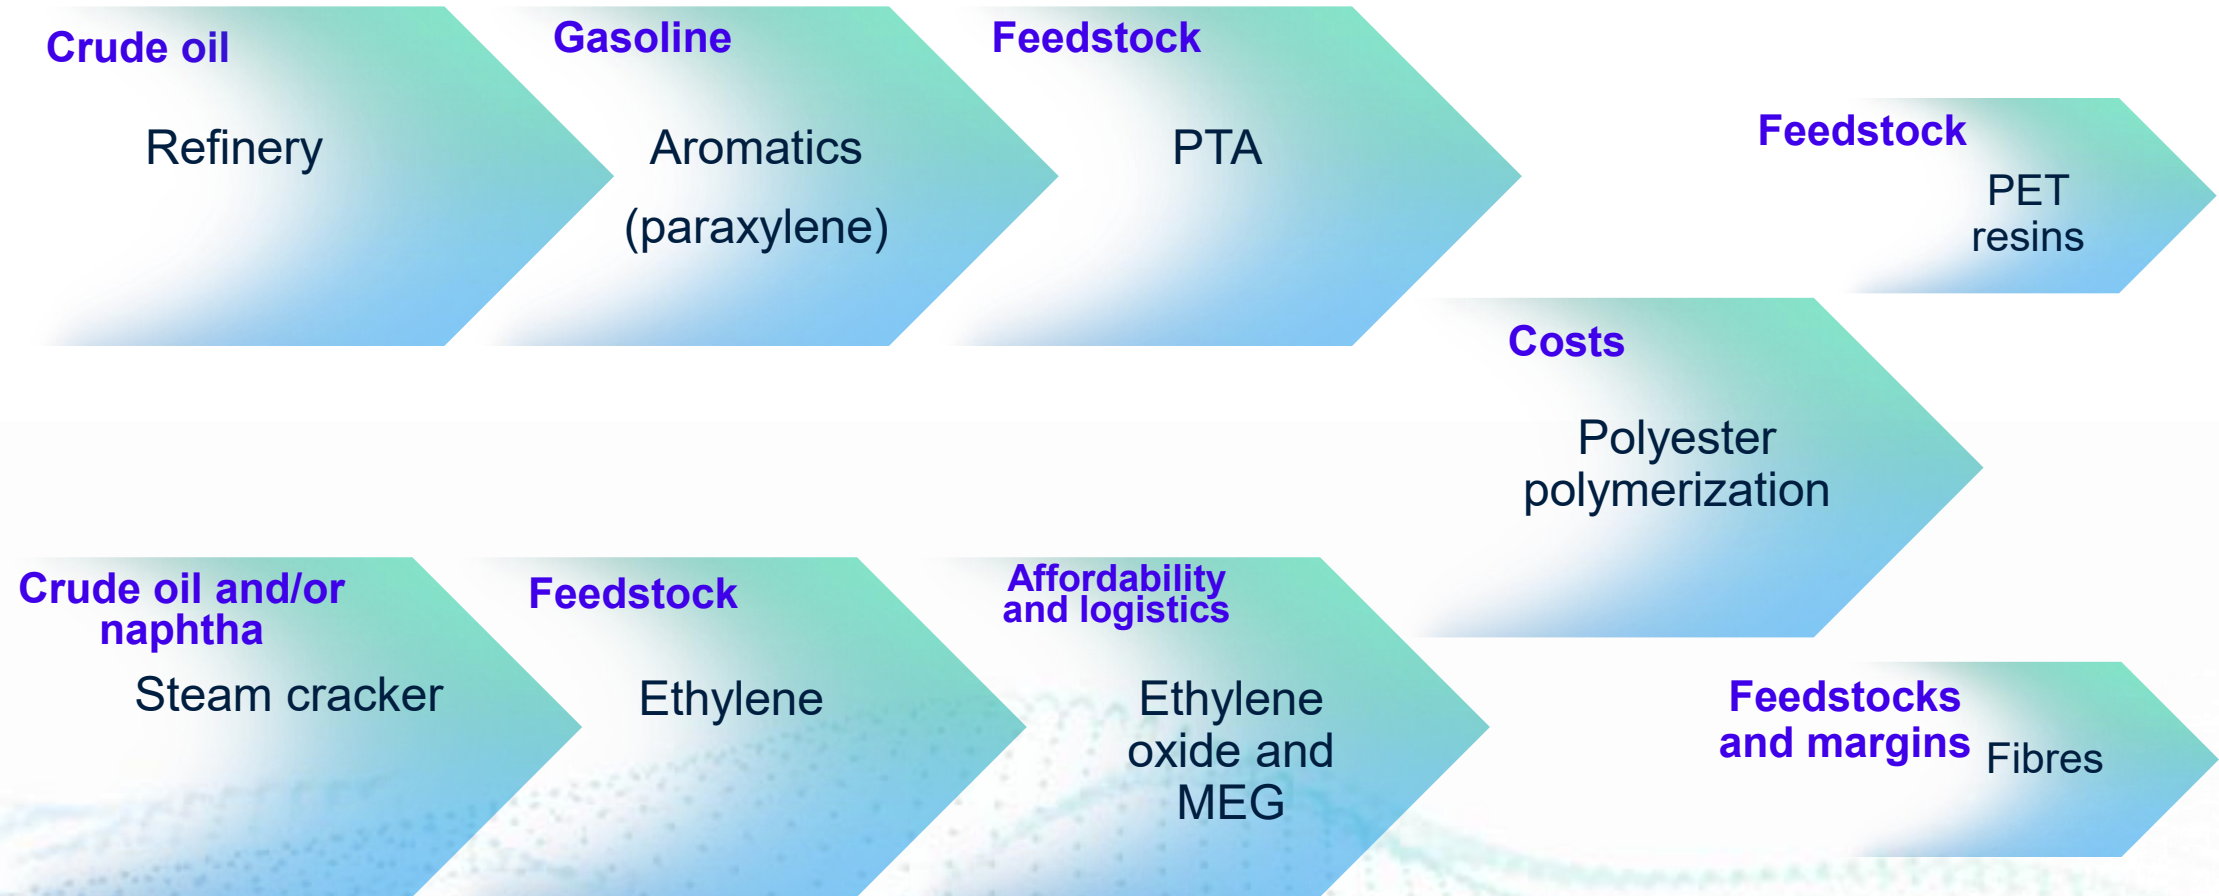 Crude oil
Refinery
Gasoline
Aromatics
(paraxylene)
Feedstock
PTA
Feedstock
PET
resins
Costs
Polyester
polymerization
Crude oil and/or
naphtha
Steam cracker
Feedstock
Ethylene
Affordability
and logistics
Ethylene
oxide and
MEG
Feedstocks
and margins
Fibres